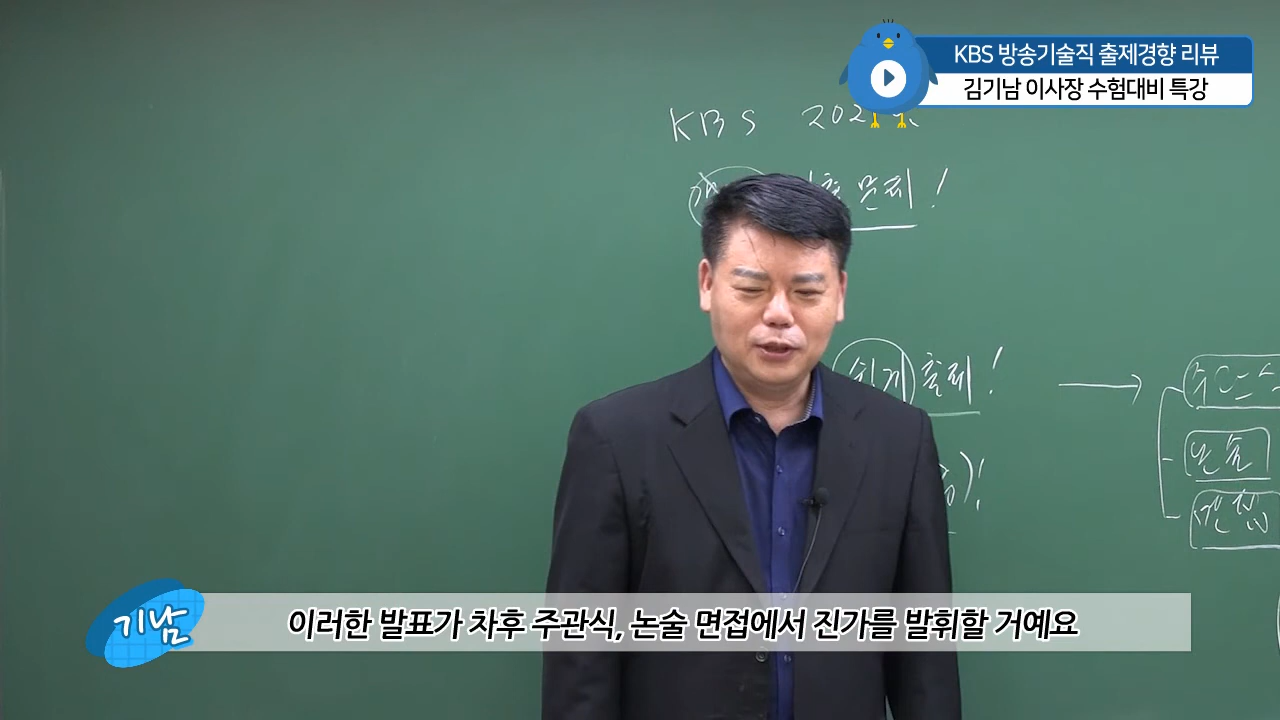 KBS 방송기술직 출제경향 리뷰
김기남 이사장 수험대비 특강
KBS 202
문제!
쉽게 출제!
논술
면접
기남
이러한 발표가 차후 주관식, 논술 면접에서 진가를 발휘할 거예요